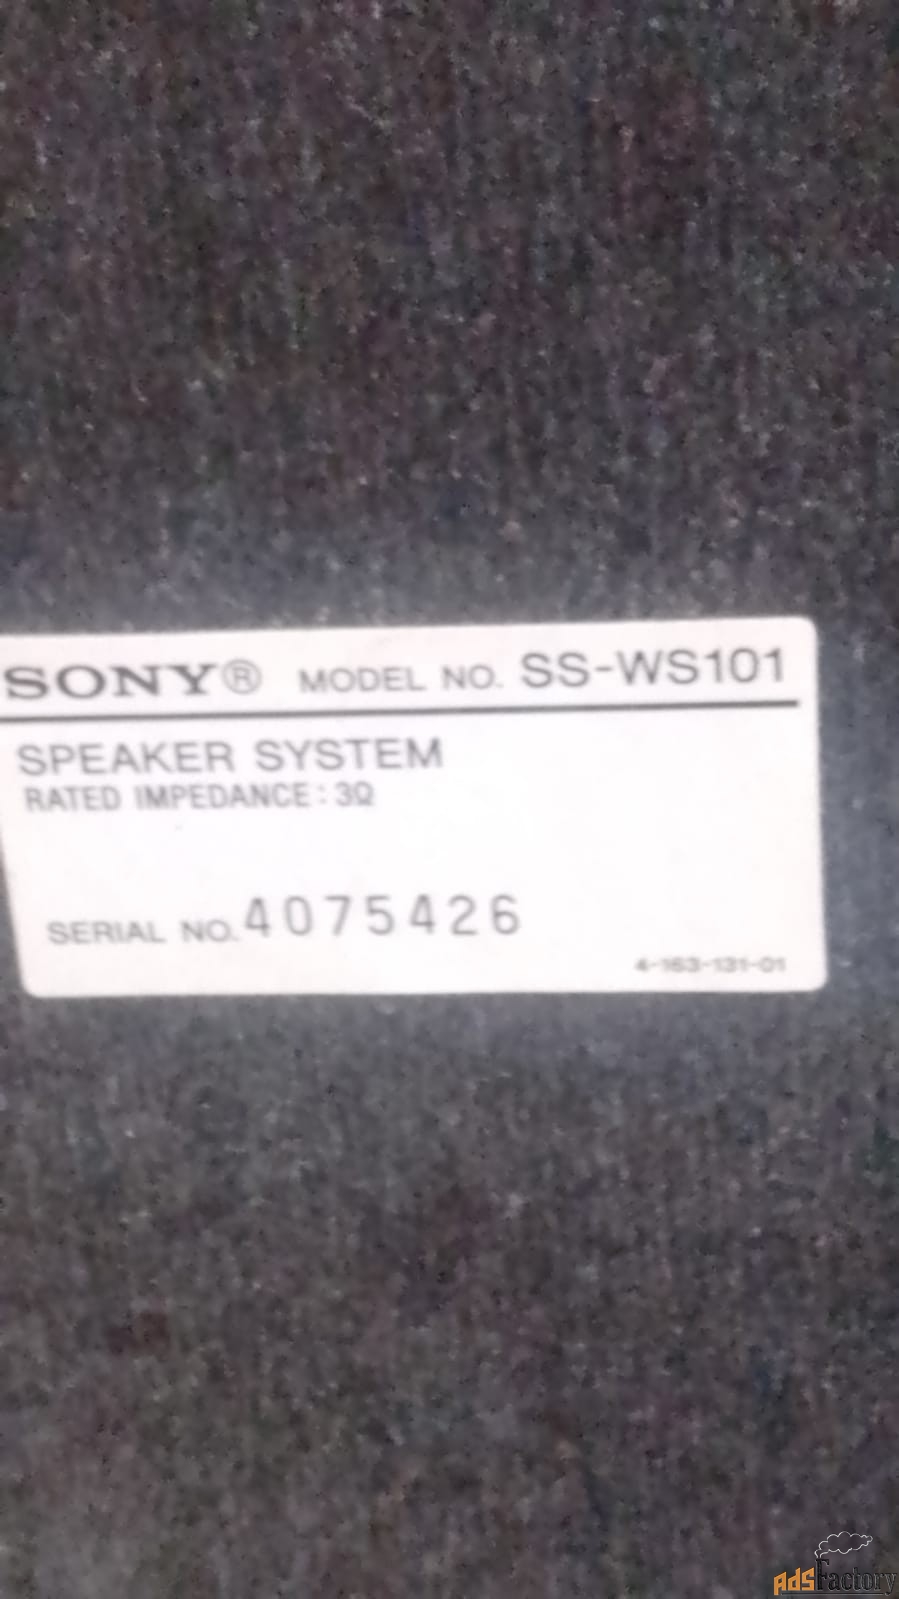 SONY® MODEL NO. SS-WS101
SPEAKER SYSTEM
RATED IMPEDANCE: 3Ω
SERIAL NO. 4075426
4-163-131-01
AdsFactory